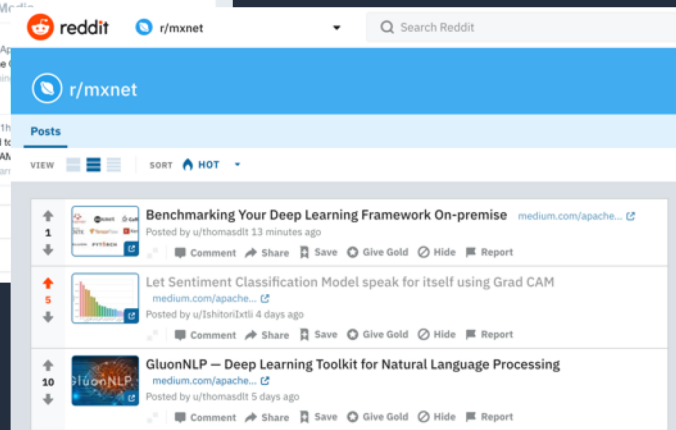 reddit r/mxnet Search Reddit
r/mxnet
Posts
VIEW SORT HOT
Benchmarking Your Deep Learning Framework On-premise medium.com/apache...
1
Posted by u/thomasdlt 13 minutes ago
Comment Share Save Give Gold Hide Report
Let Sentiment Classification Model speak for itself using Grad CAM
5
medium.com/apache...
Posted by u/IshitoriIxtli 4 days ago
Comment Share Save Give Gold Hide Report
GluonNLP — Deep Learning Toolkit for Natural Language Processing
10
GluonNLP
medium.com/apache...
Posted by u/thomasdlt 5 days ago
Comment Share Save Give Gold Hide Report